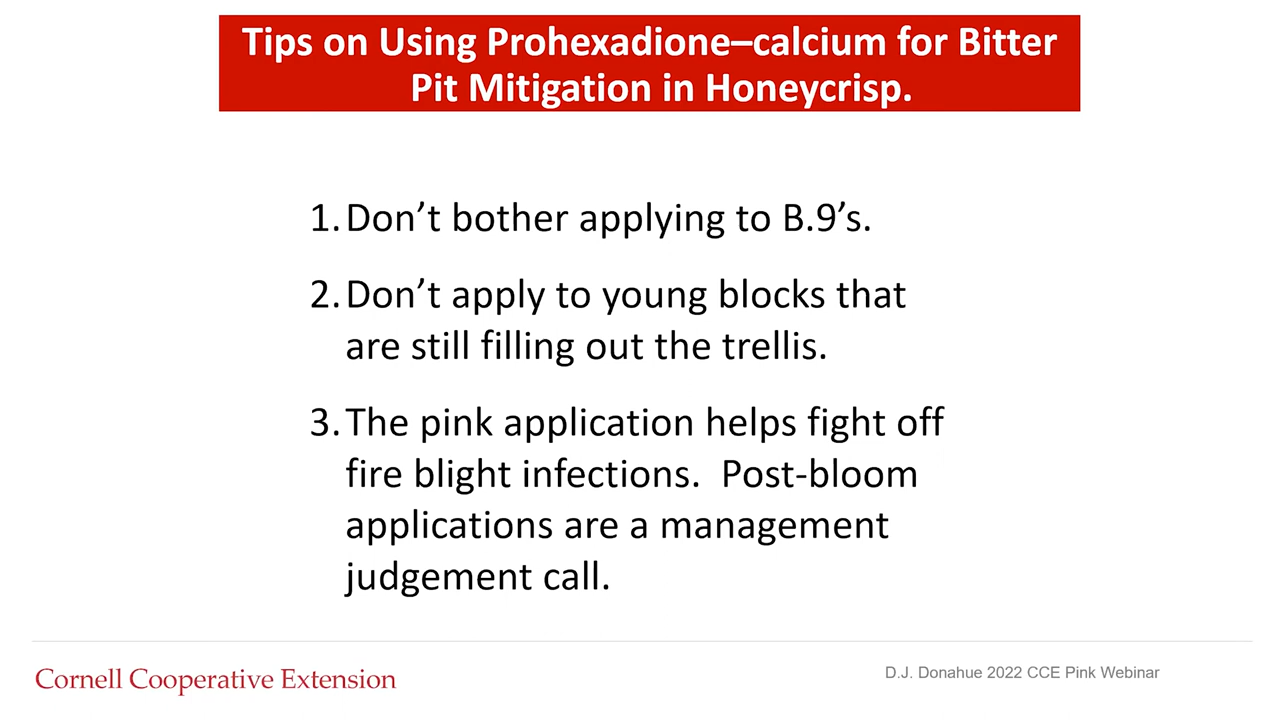 Tips on Using Prohexadione–calcium for Bitter
Pit Mitigation in Honeycrisp.
1. Don’t bother applying to B.9’s.
2. Don’t apply to young blocks that
are still filling out the trellis.
3. The pink application helps fight off
fire blight infections.  Post-bloom
applications are a management
judgement call.
Cornell Cooperative Extension
D.J. Donahue 2022 CCE Pink Webinar